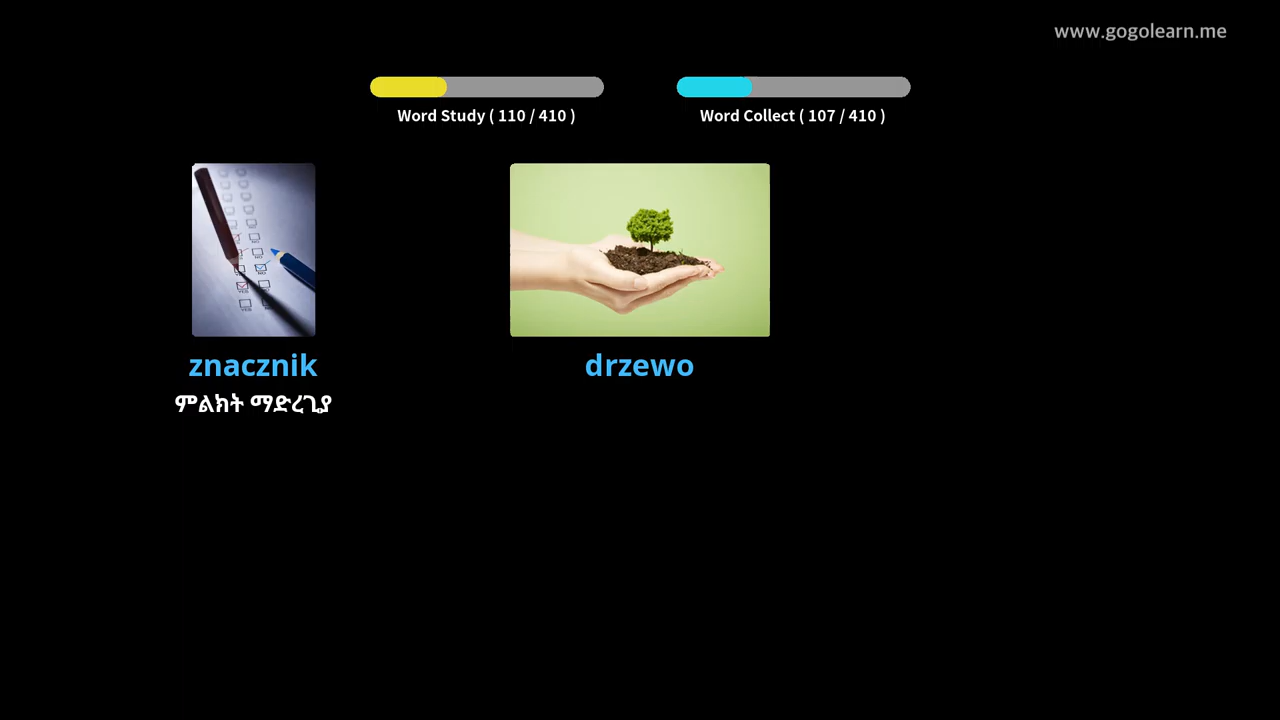 www.gogolearn.me
Word Study ( 110 / 410 )
Word Collect ( 107 / 410 )
znacznik
drzewo
ምልክት ማድረጊያ